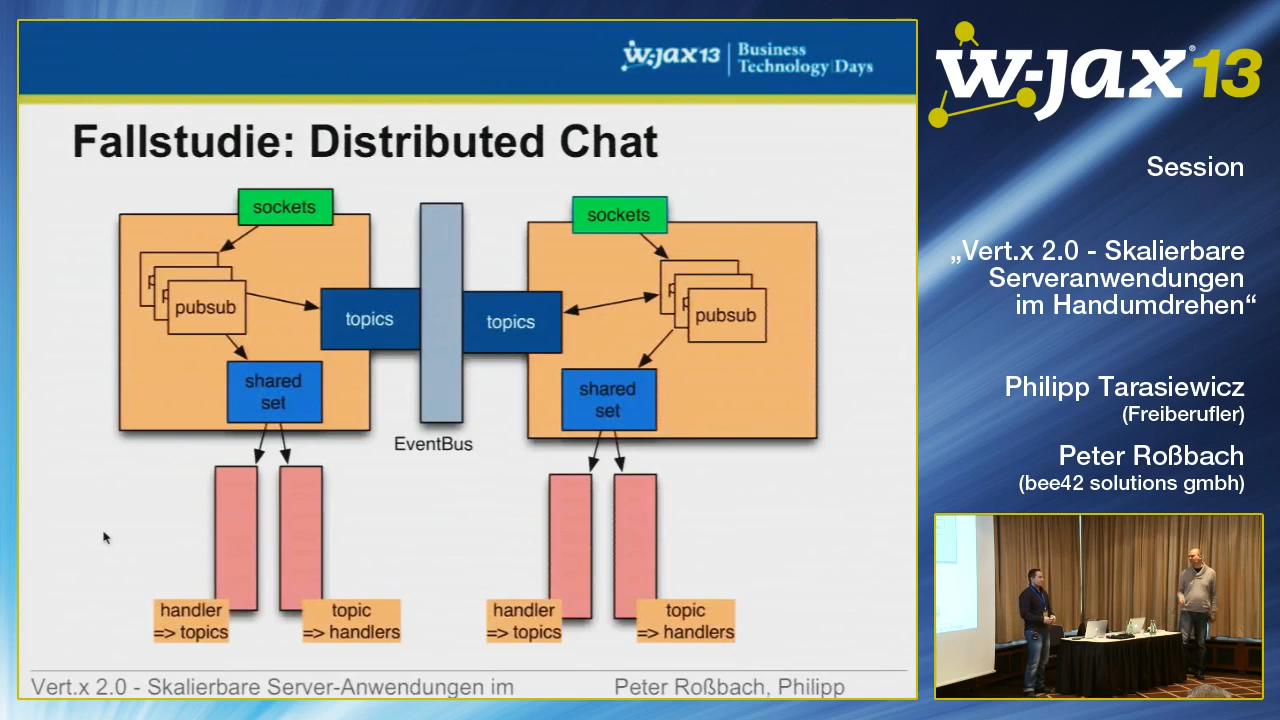 w-jax 13
Business
Technology Days
Fallstudie: Distributed Chat
sockets
pubsub
topics
shared
set
EventBus
handler
=> topics
topic
=> handlers
sockets
topics
pubsub
shared
set
handler
=> topics
topic
=> handlers
Vert.x 2.0 - Skalierbare Server-Anwendungen im
Peter Roßbach, Philipp
w-jax® 13
Session
„Vert.x 2.0 - Skalierbare
Serveranwendungen
im Handumdrehen“
Philipp Tarasiewicz
(Freiberufler)
Peter Roßbach
(bee42 solutions gmbh)